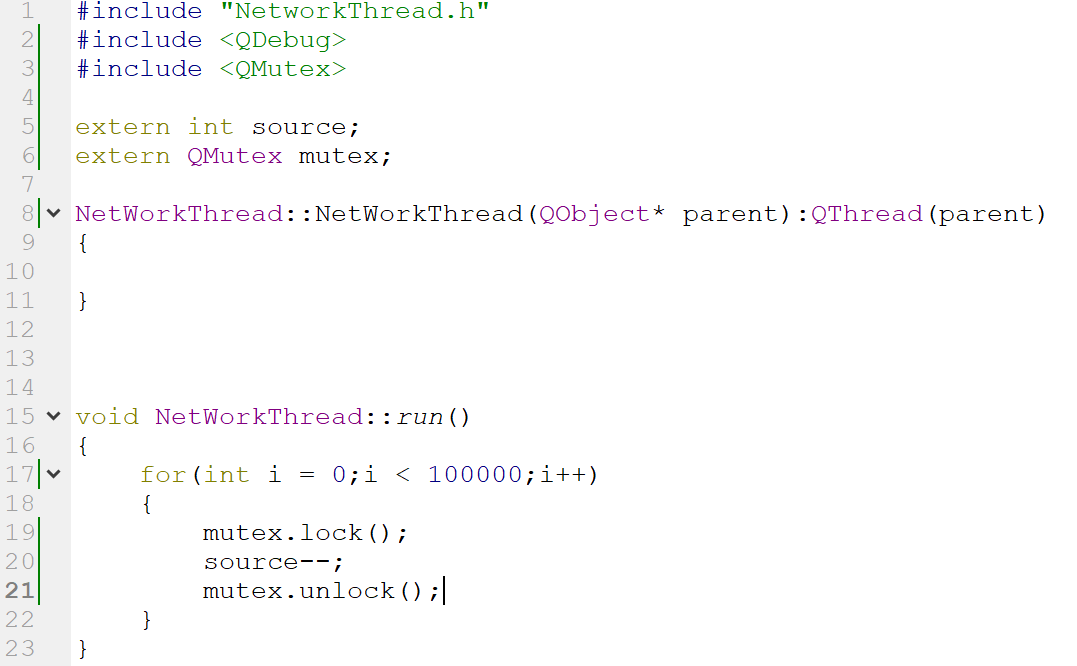 1 #include "NetworkThread.h"
2 #include <QDebug>
3 #include <QMutex>
4
5 extern int source;
6 extern QMutex mutex;
7
8 NetWorkThread::NetWorkThread(QObject* parent):QThread(parent)
9 {
10
11 }
12
13
14
15 void NetWorkThread::run()
16 {
17     for(int i = 0;i < 100000;i++)
18     {
19         mutex.lock();
20         source--;
21         mutex.unlock();
22     }
23 }